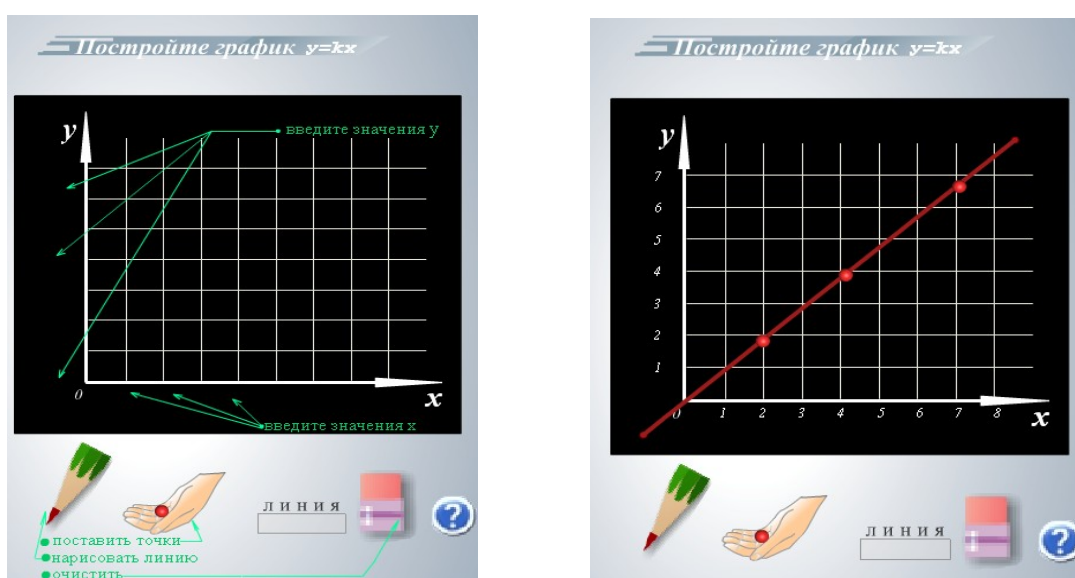 Постройте график y=kx
y
введите значения y
0
x
введите значения x
линия
?
поставить точки
нарисовать линию
очистить
Постройте график y=kx
y
7
6
5
4
3
2
1
0 1 2 3 4 5 6 7 8
x
линия
?